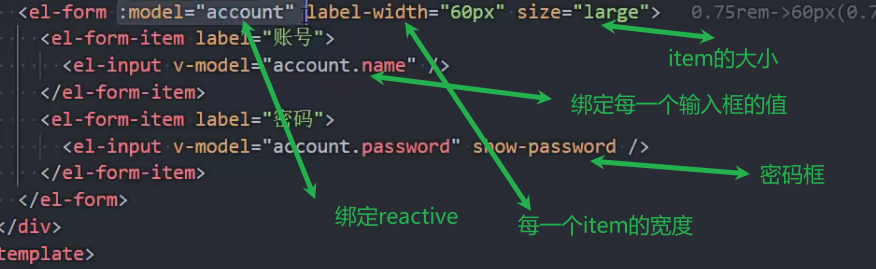 <el-form :model="account" label-width="60px" size="large"> 0.75rem->60px(0.7
<el-form-item label="账号">
item的大小
<el-input v-model="account.name" />
</el-form-item>
绑定每一个输入框的值
<el-form-item label="密码">
<el-input v-model="account.password" show-password />
</el-form-item>
密码框
</el-form>
绑定reactive
每一个item的宽度
</div>
template>